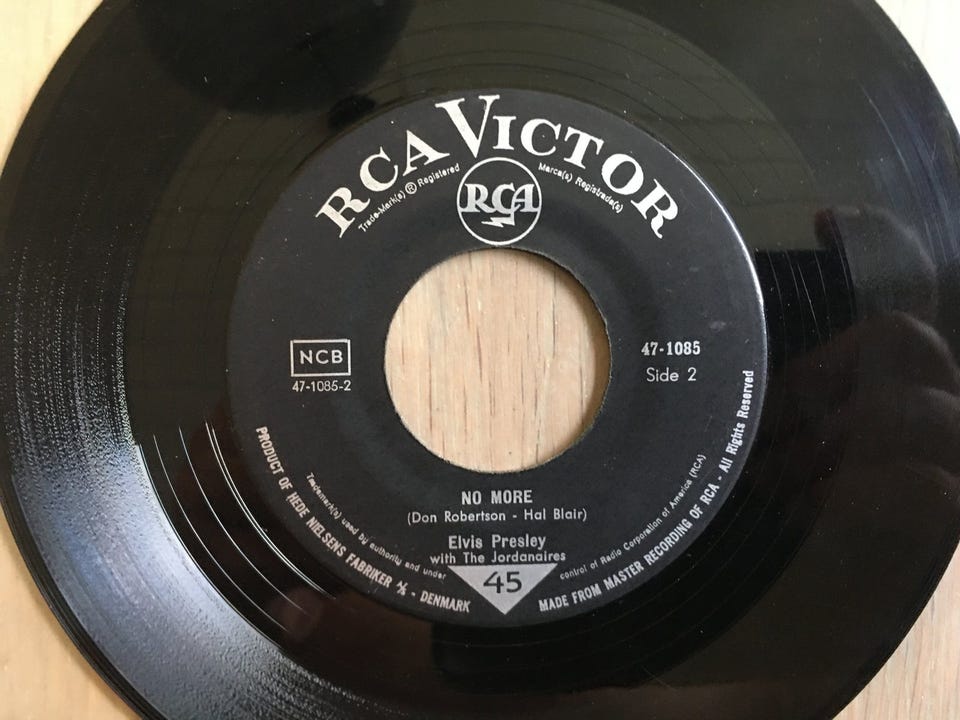 RCA VICTOR
Trade-Mark(s) ® Registered
Marca(s) Registrada(s)
RCA
NCB
47-1085-2
47-1085
Side 2
NO MORE
(Don Robertson - Hal Blair)
Elvis Presley
with The Jordanaires
45
Trademark(s) used by authority and under
control of Radio Corporation of America (RCA)
PRODUCT OF HEDE NIELSENS FABRIKER A/S - DENMARK
MADE FROM MASTER RECORDING OF RCA - All Rights Reserved